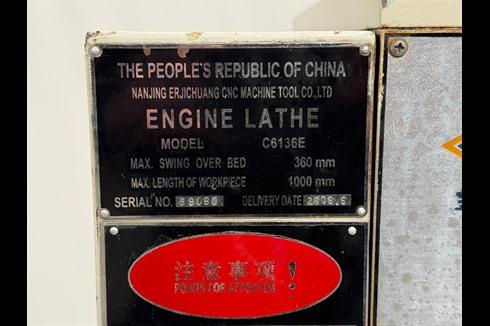 THE PEOPLE'S REPUBLIC OF CHINA
NANJING ERJICHUANG CNC MACHINE TOOL CO.,LTD
ENGINE LATHE
MODEL C6136E
MAX. SWING OVER BED 360 mm
MAX. LENGTH OF WORKPIECE 1000 mm
SERIAL NO. DELIVERY DATE 2008.5
注意事项!
POINTS FOR ATTENTION